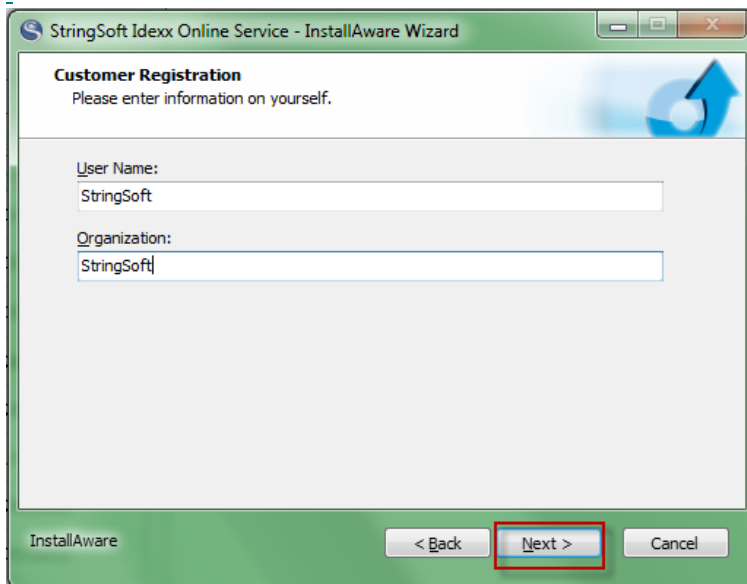 StringSoft Idexx Online Service - InstallAware Wizard
Customer Registration
Please enter information on yourself.
User Name:
StringSoft
Organization:
StringSoft
InstallAware
< Back Next > Cancel